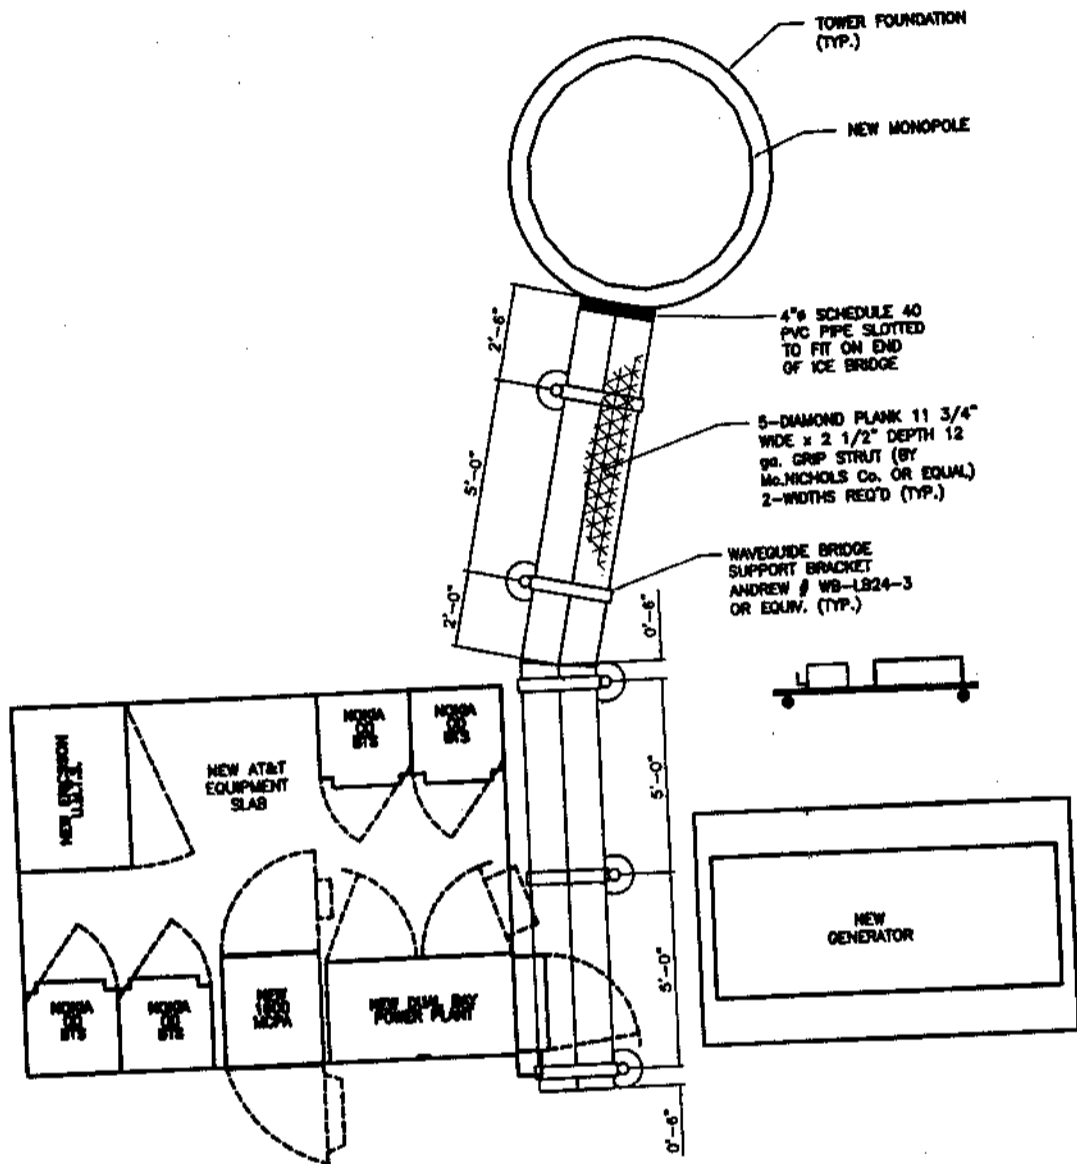 TOWER FOUNDATION
(TYP.)
NEW MONOPOLE
4"ø SCHEDULE 40
PVC PIPE SLOTTED
TO FIT ON END
OF ICE BRIDGE
2'-6"
5-DIAMOND PLANK 11 3/4"
WIDE x 2 1/2" DEPTH 12
ga. GRIP STRUT (BY
Mc.NICHOLS Co. OR EQUAL)
2-WIDTHS REQ'D (TYP.)
5'-0"
WAVEGUIDE BRIDGE
SUPPORT BRACKET
ANDREW # WB-LB24-3
OR EQUIV. (TYP.)
2'-0"
0'-6"
NEW ERICSSON
U.M.T.S.
NEW AT&T
EQUIPMENT
SLAB
NOKIA
BTS
NOKIA
BTS
5'-0"
NEW
GENERATOR
NOKIA
BTS
NOKIA
BTS
NEW
MCPA
NEW DUAL BAY
POWER PLANT
5'-0"
0'-6"